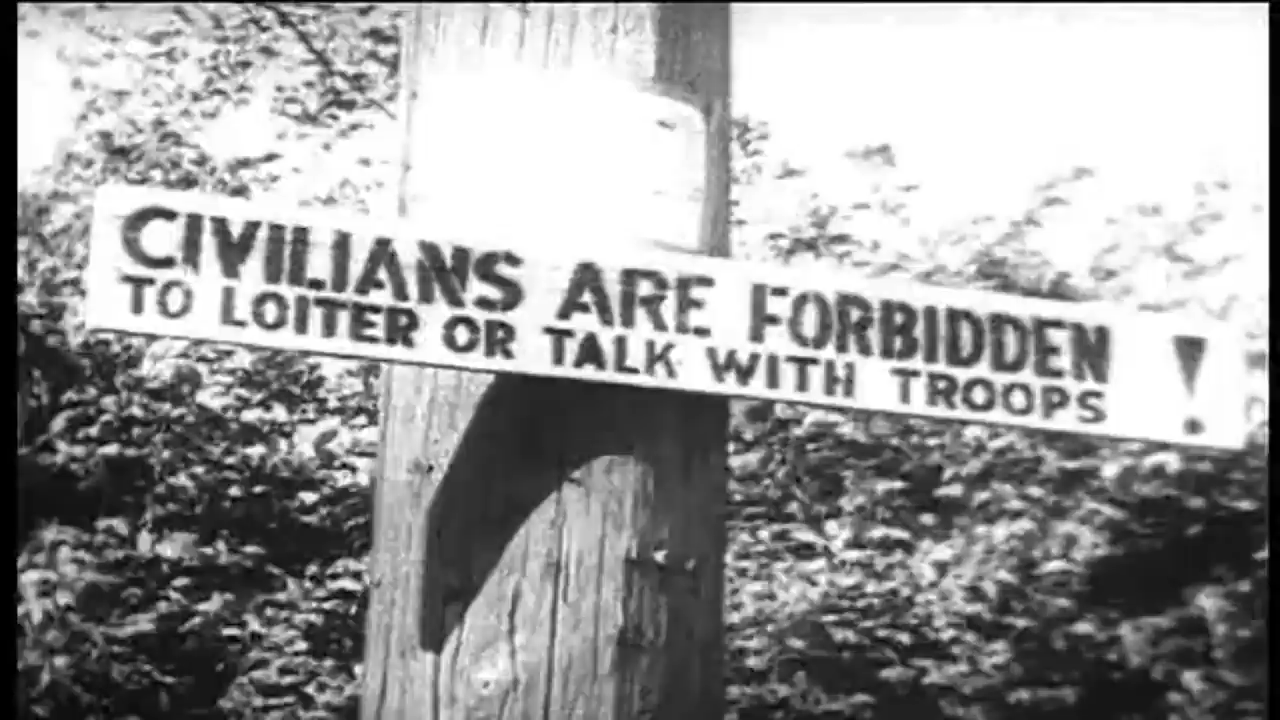 CIVILIANS ARE FORBIDDEN !
TO LOITER OR TALK WITH TROOPS